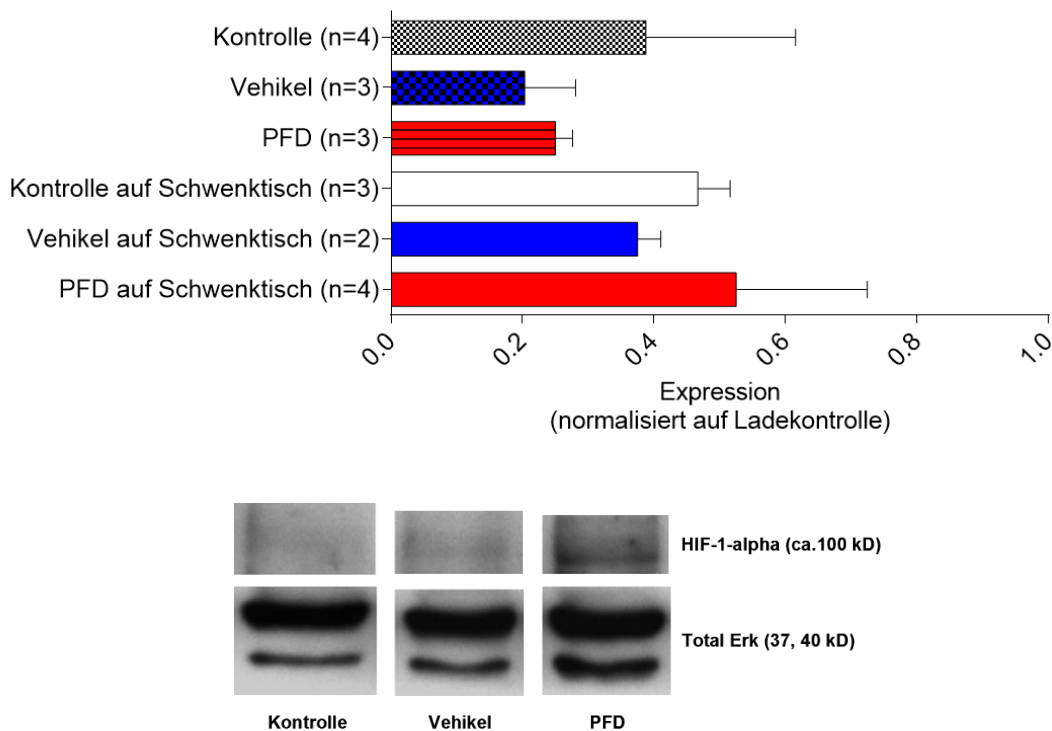 Kontrolle (n=4)
Vehikel (n=3)
PFD (n=3)
Kontrolle auf Schwenktisch (n=3)
Vehikel auf Schwenktisch (n=2)
PFD auf Schwenktisch (n=4)
0.0 0.2 0.4 0.6 0.8 1.0
Expression
(normalisiert auf Ladekontrolle)
HIF-1-alpha (ca.100 kD)
Total Erk (37, 40 kD)
Kontrolle Vehikel PFD